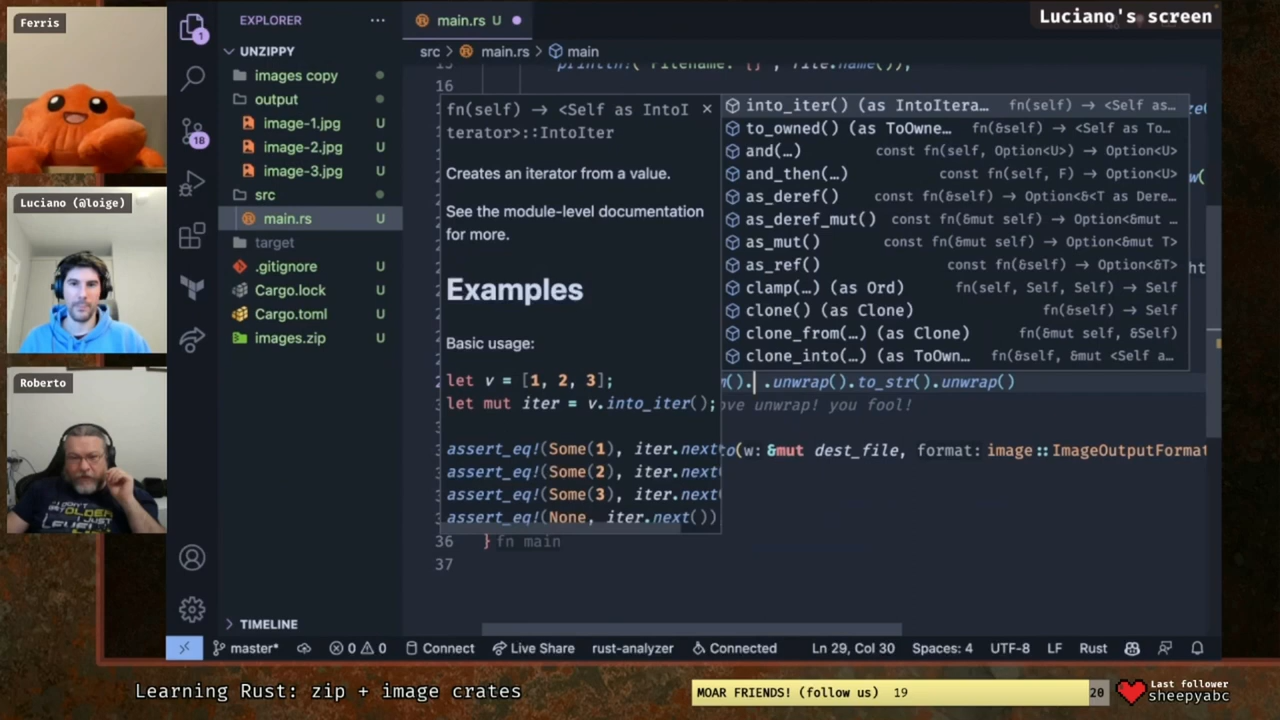 Ferris
Luciano (@loige)
Roberto
EXPLORER
UNZIPPY
images copy
output
image-1.jpg U
image-2.jpg U
image-3.jpg U
src
main.rs U
target
.gitignore U
Cargo.lock U
Cargo.toml U
images.zip U
TIMELINE
1
18
main.rs U
Luciano's screen
src > main.rs > main
println!("Filename: {}", file.name());
16
fn(self) → <Self as IntoI
terator>::IntoIter
Creates an iterator from a value.
See the module-level documentation
for more.
Examples
Basic usage:
let v = [1, 2, 3];
let mut iter = v.into_iter();
assert_eq!(Some(1), iter.next
assert_eq!(Some(2), iter.next
assert_eq!(Some(3), iter.next
assert_eq!(None, iter.next())
into_iter() (as IntoItera… fn(self) → <Self as…
to_owned() (as ToOwne… fn(&self) → <Self as To…
and(…) const fn(self, Option<U>) → Option<U>
and_then(…) const fn(self, F) → Option<U>
as_deref() const fn(&self) → Option<&T as Dere…
as_deref_mut() const fn(&mut self) → Option<&mut …
as_mut() const fn(&mut self) → Option<&mut T>
as_ref() const fn(&self) → Option<&T>
clamp(…) (as Ord) fn(self, Self, Self) → Self
clone() (as Clone) fn(&self) → Self
clone_from(…) (as Clone) fn(&mut self, &Self)
clone_into(…) (as ToOwn… fn(&self, &mut <Self a…
().  .unwrap().to_str().unwrap()
ove unwrap! you fool!
to(w: &mut dest_file, format: image::ImageOutputFormat
36 } fn main
37
master* 0 0 Connect Live Share rust-analyzer Connected Ln 29, Col 30 Spaces: 4 UTF-8 LF Rust
Learning Rust: zip + image crates
MOAR FRIENDS! (follow us) 19 20
Last follower
sheepyabc